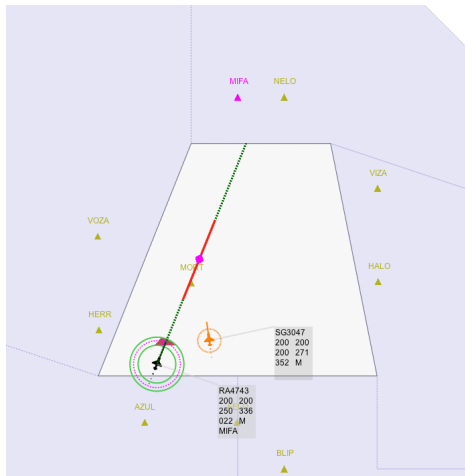 MIFA
NELO
VIZA
VOZA
MOPT
HALO
HERR
SG3047
200 200
200 271
352 M
RA4743
200 200
250 336
022 M
MIFA
AZUL
BLIP